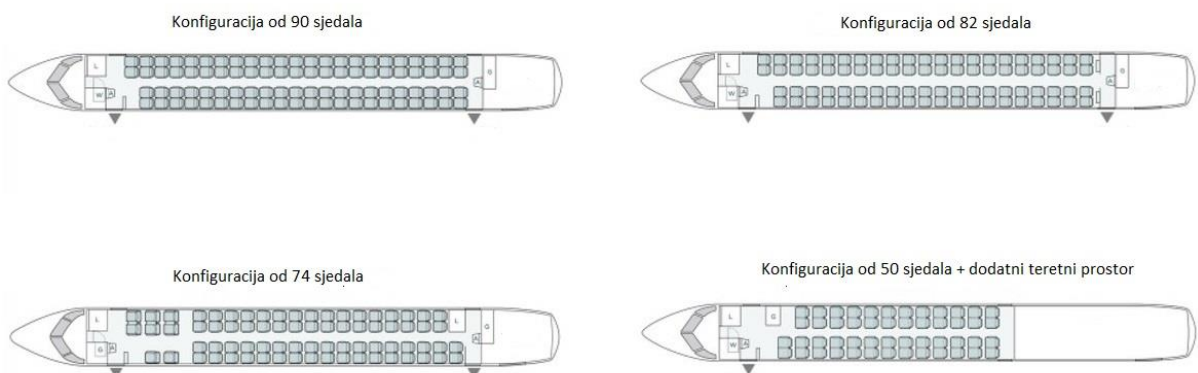 Konfiguracija od 90 sjedala
Konfiguracija od 82 sjedala
L
G
W
A
A
L
G
W
A
A
Konfiguracija od 74 sjedala
Konfiguracija od 50 sjedala + dodatni teretni prostor
L
L
G
G
A
L
G
W
A